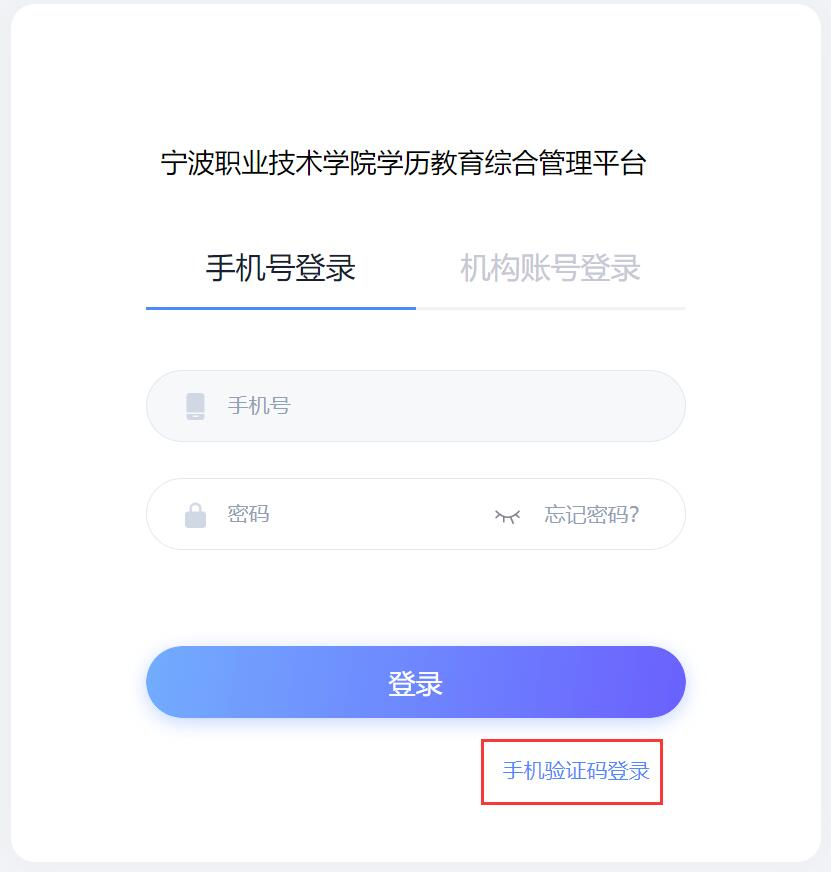 宁波职业技术学院学历教育综合管理平台
手机号登录 机构账号登录
手机号
密码 忘记密码?
登录
手机验证码登录